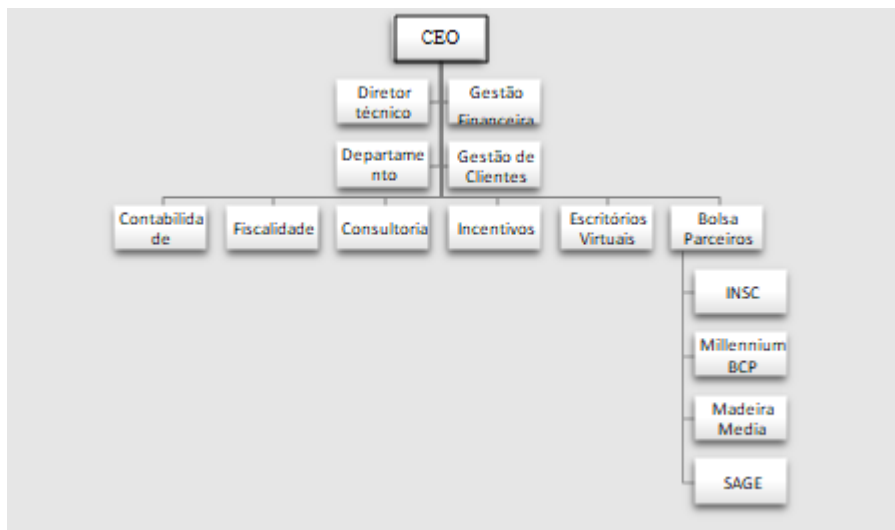 CEO
Diretor
técnico
Gestão
Financeira
Departame
nto
Gestão de
Clientes
Contabilida
de
Fiscalidade
Consultoria
Incentivos
Escritórios
Virtuais
Bolsa
Parceiros
INSC
Millennium
BCP
Madeira
Media
SAGE